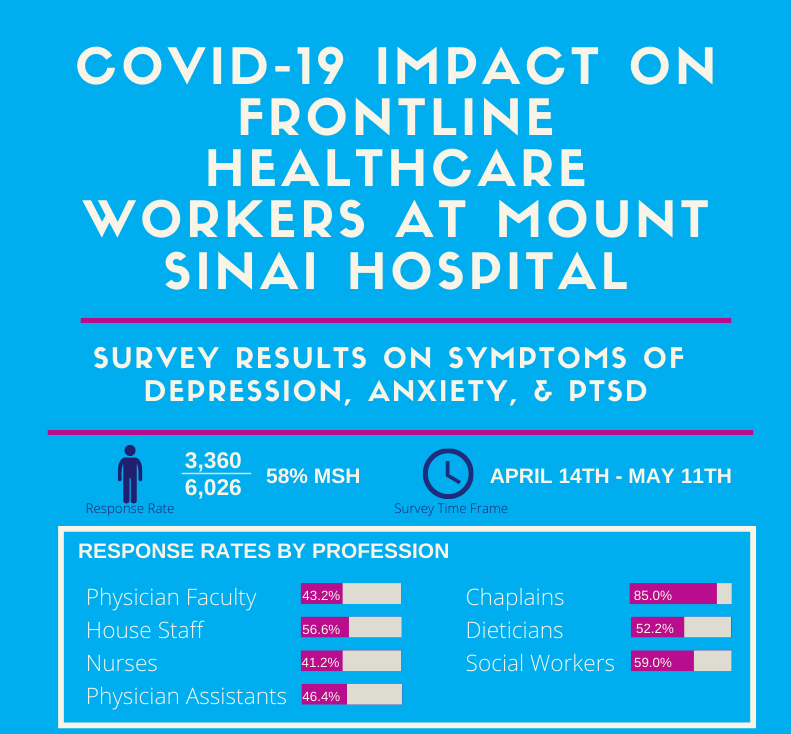 COVID-19 IMPACT ON
FRONTLINE
HEALTHCARE
WORKERS AT MOUNT
SINAI HOSPITAL
SURVEY RESULTS ON SYMPTOMS OF
DEPRESSION, ANXIETY, & PTSD
3,360
6,026
58% MSH
Response Rate
APRIL 14TH - MAY 11TH
Survey Time Frame
RESPONSE RATES BY PROFESSION
Physician Faculty 43.2%
House Staff 56.6%
Nurses 41.2%
Physician Assistants 46.4%
Chaplains 85.0%
Dieticians 52.2%
Social Workers 59.0%